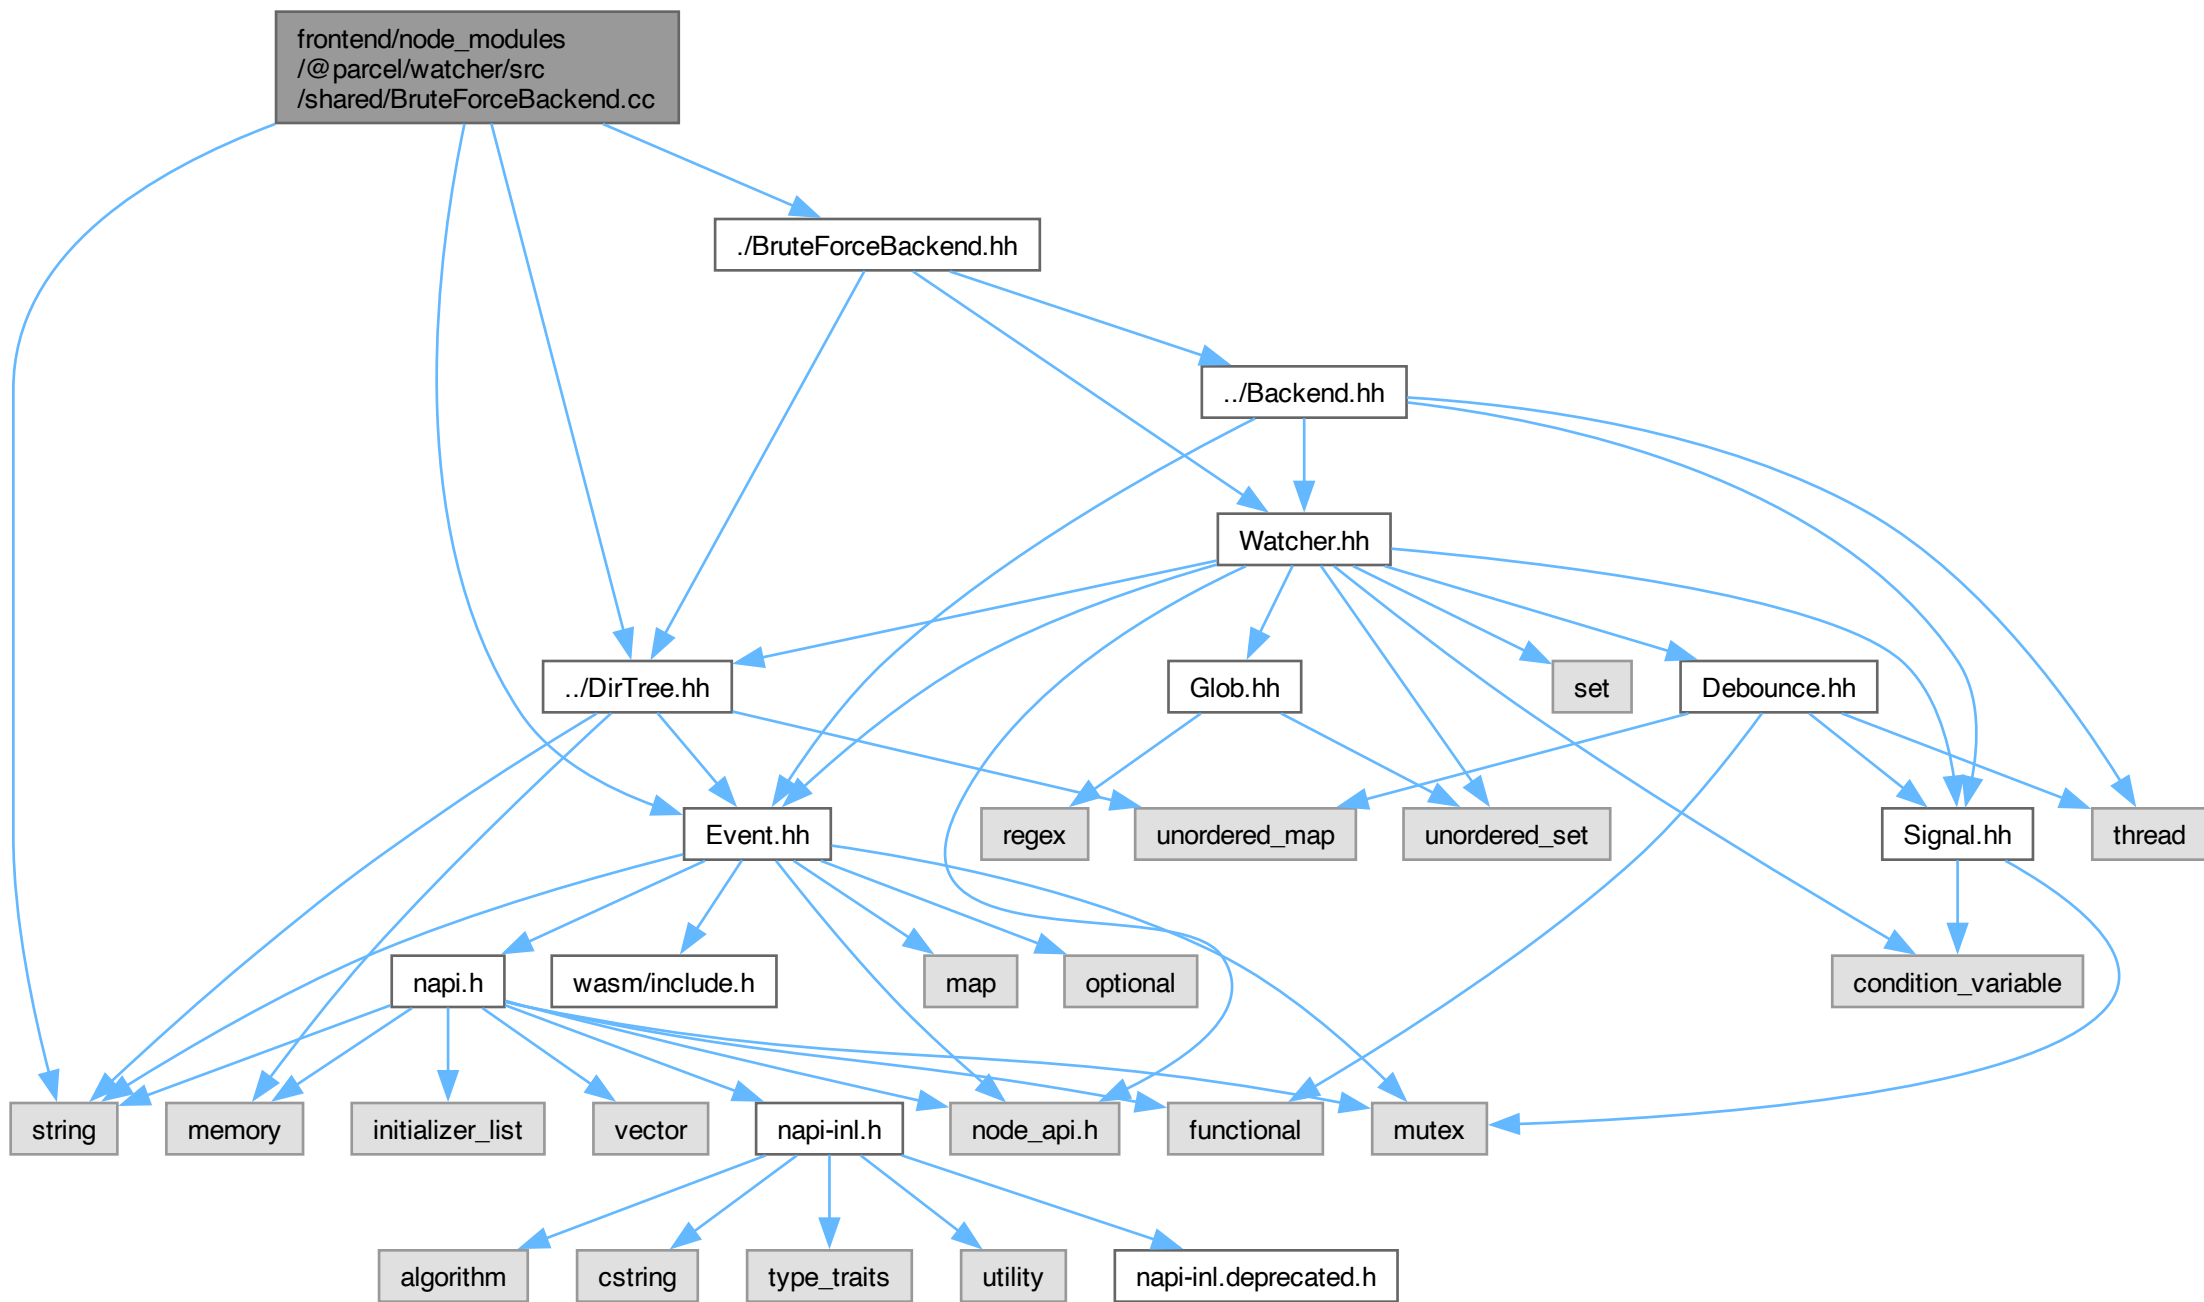 frontend/node_modules
/@parcel/watcher/src
/shared/BruteForceBackend.cc
./BruteForceBackend.hh
../Backend.hh
Watcher.hh
../DirTree.hh
Glob.hh
set
Debounce.hh
Event.hh
regex
unordered_map
unordered_set
Signal.hh
thread
napi.h
wasm/include.h
map
optional
condition_variable
string
memory
initializer_list
vector
napi-inl.h
node_api.h
functional
mutex
algorithm
cstring
type_traits
utility
napi-inl.deprecated.h